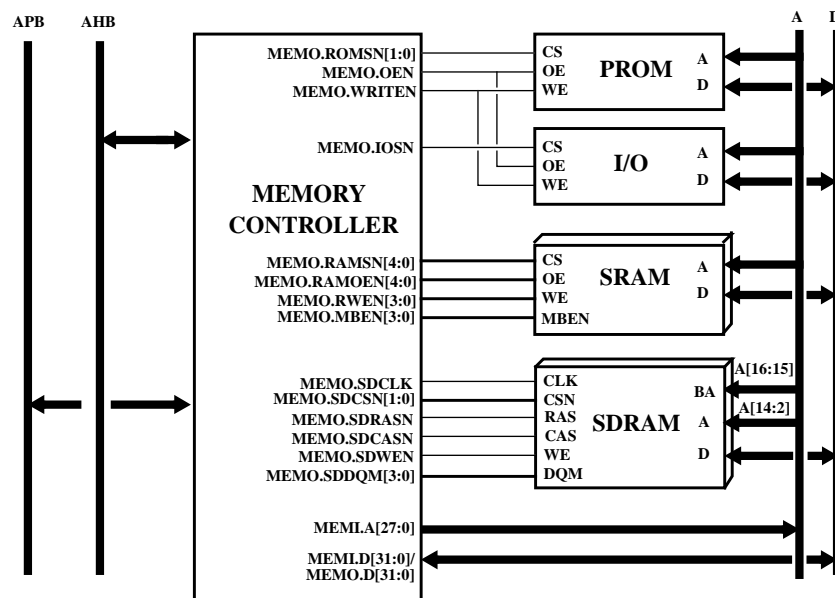 APB
AHB
A
D
MEMO.ROMSN[1:0]
MEMO.OEN
MEMO.WRITEN
CS
OE
WE
PROM
A
D
MEMO.IOSN
CS
OE
WE
I/O
A
D
MEMORY
CONTROLLER
MEMO.RAMSN[4:0]
MEMO.RAMOEN[4:0]
MEMO.RWEN[3:0]
MEMO.MBEN[3:0]
CS
OE
WE
MBEN
SRAM
A
D
MEMO.SDCLK
MEMO.SDCSN[1:0]
MEMO.SDRASN
MEMO.SDCASN
MEMO.SDWEN
MEMO.SDDQM[3:0]
CLK
CSN
RAS
CAS
WE
DQM
SDRAM
BA
A
D
A[16:15]
A[14:2]
MEMI.A[27:0]
MEMI.D[31:0]/
MEMO.D[31:0]